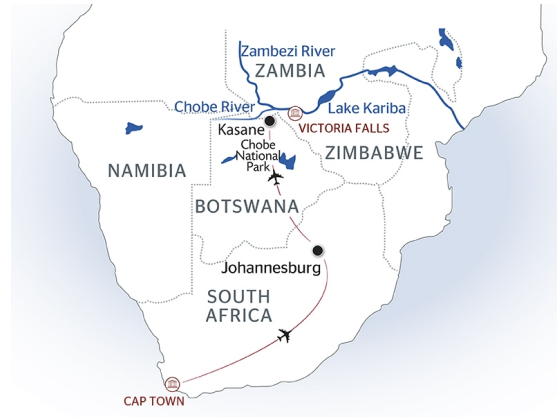 Zambezi River
ZAMBIA
Chobe River
Lake Kariba
Kasane
VICTORIA FALLS
Chobe
National
Park
ZIMBABWE
NAMIBIA
BOTSWANA
Johannesburg
SOUTH
AFRICA
CAP TOWN